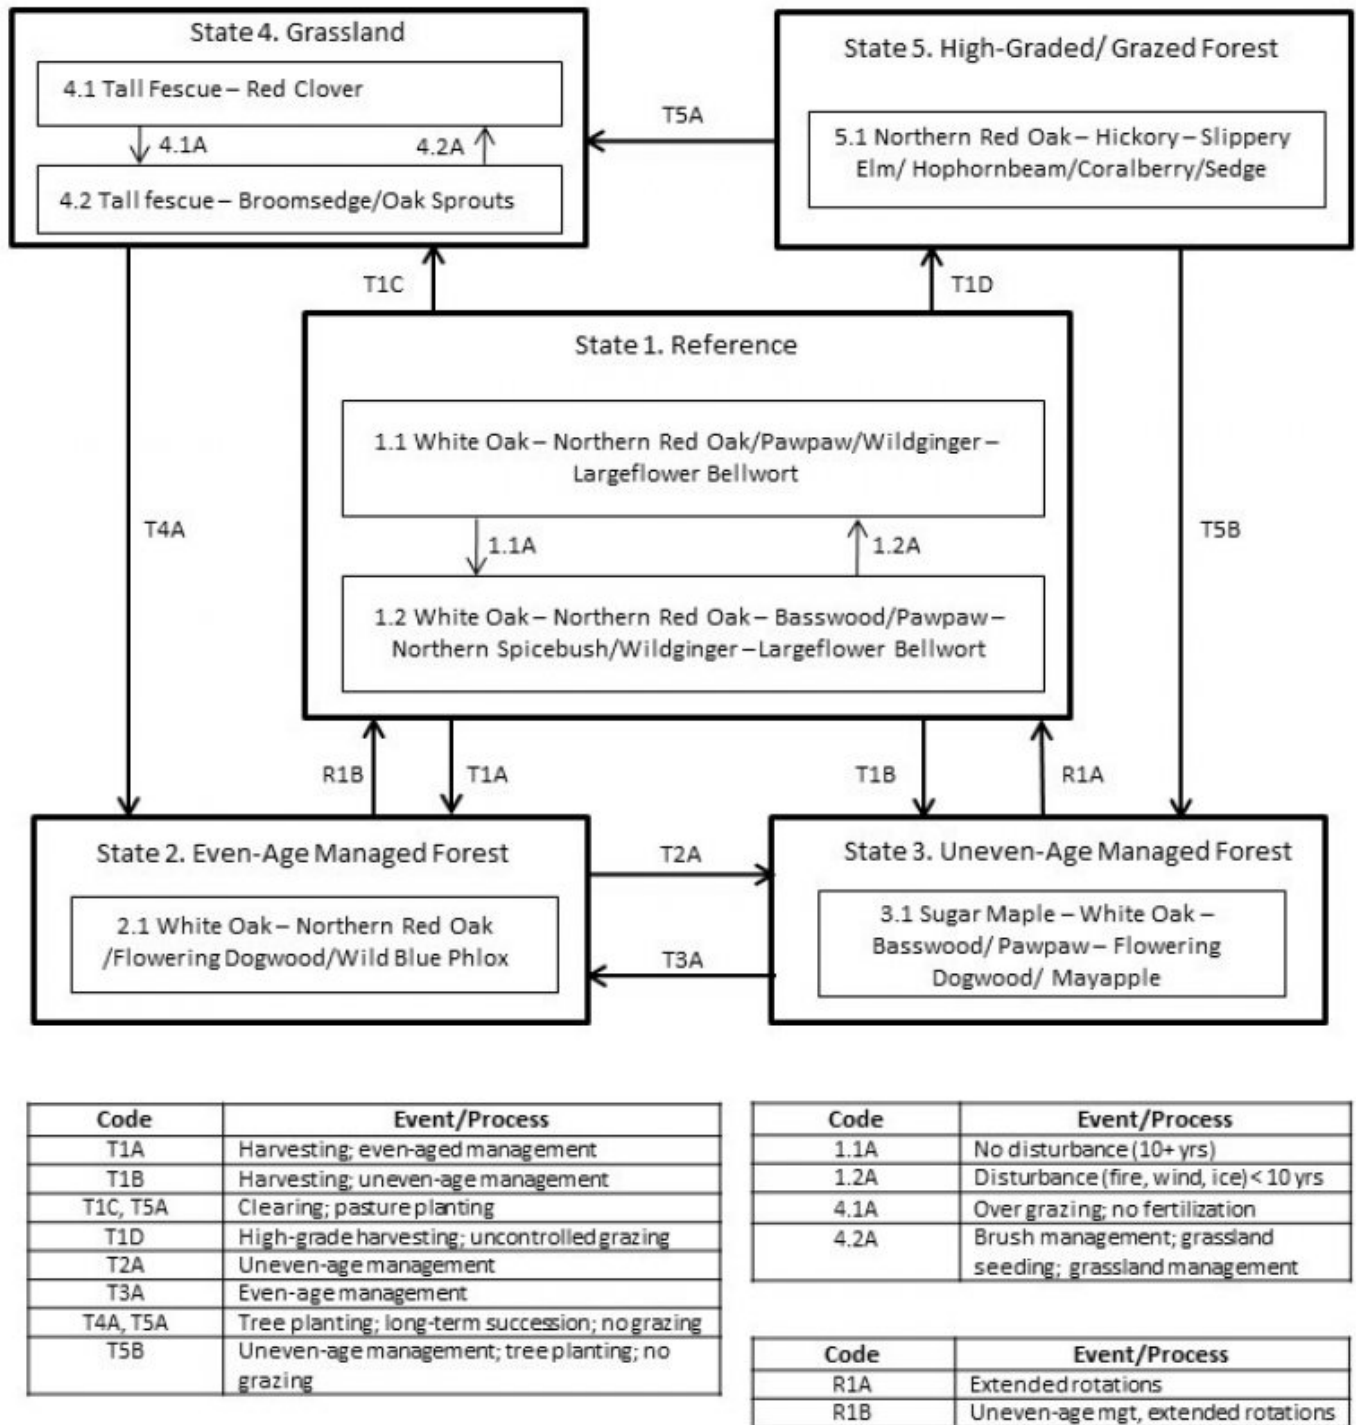 State 4. Grassland
4.1 Tall Fescue – Red Clover
4.1A
4.2A
4.2 Tall fescue – Broomsedge/Oak Sprouts
T5A
State 5. High-Graded/ Grazed Forest
5.1 Northern Red Oak – Hickory – Slippery
Elm/ Hophornbeam/Coralberry/Sedge
T1C
T1D
State 1. Reference
1.1 White Oak – Northern Red Oak/Pawpaw/Wildginger –
Largeflower Bellwort
1.1A
1.2A
1.2 White Oak – Northern Red Oak – Basswood/Pawpaw –
Northern Spicebush/Wildginger – Largeflower Bellwort
T4A
T5B
R1B
T1A
T1B
R1A
State 2. Even-Age Managed Forest
2.1 White Oak – Northern Red Oak
/Flowering Dogwood/Wild Blue Phlox
T2A
T3A
State 3. Uneven-Age Managed Forest
3.1 Sugar Maple – White Oak –
Basswood/ Pawpaw – Flowering
Dogwood/ Mayapple
Code Event/Process
T1A Harvesting; even-aged management
T1B Harvesting; uneven-age management
T1C, T5A Clearing; pasture planting
T1D High-grade harvesting; uncontrolled grazing
T2A Uneven-age management
T3A Even-age management
T4A, T5A Tree planting; long-term succession; no grazing
T5B Uneven-age management; tree planting; no
grazing
Code Event/Process
1.1A No disturbance (10+ yrs)
1.2A Disturbance (fire, wind, ice) < 10 yrs
4.1A Over grazing; no fertilization
4.2A Brush management; grassland
seeding; grassland management
Code Event/Process
R1A Extended rotations
R1B Uneven-age mgt, extended rotations